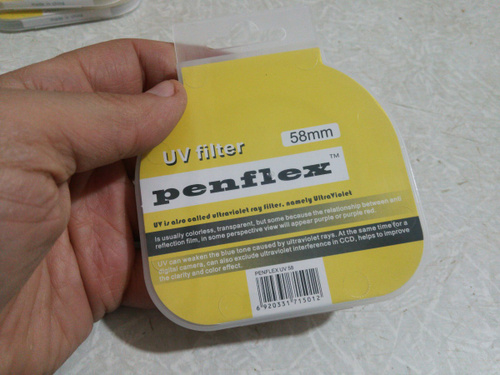 58mm
UV filter
penflex™
UV is also called ultraviolet ray filter, namely UltraViolet
Is usually colorless, transparent, but some because the relationship between anti
reflection film, in some perspective view will appear purple or purple red.
UV can weaken the blue tone caused by ultraviolet rays. At the same time for a
digital camera, can also exclude ultraviolet interference in CCD, helps to improve
the clarity and color effect.
PENFLEX UV 58
6 920331 715012